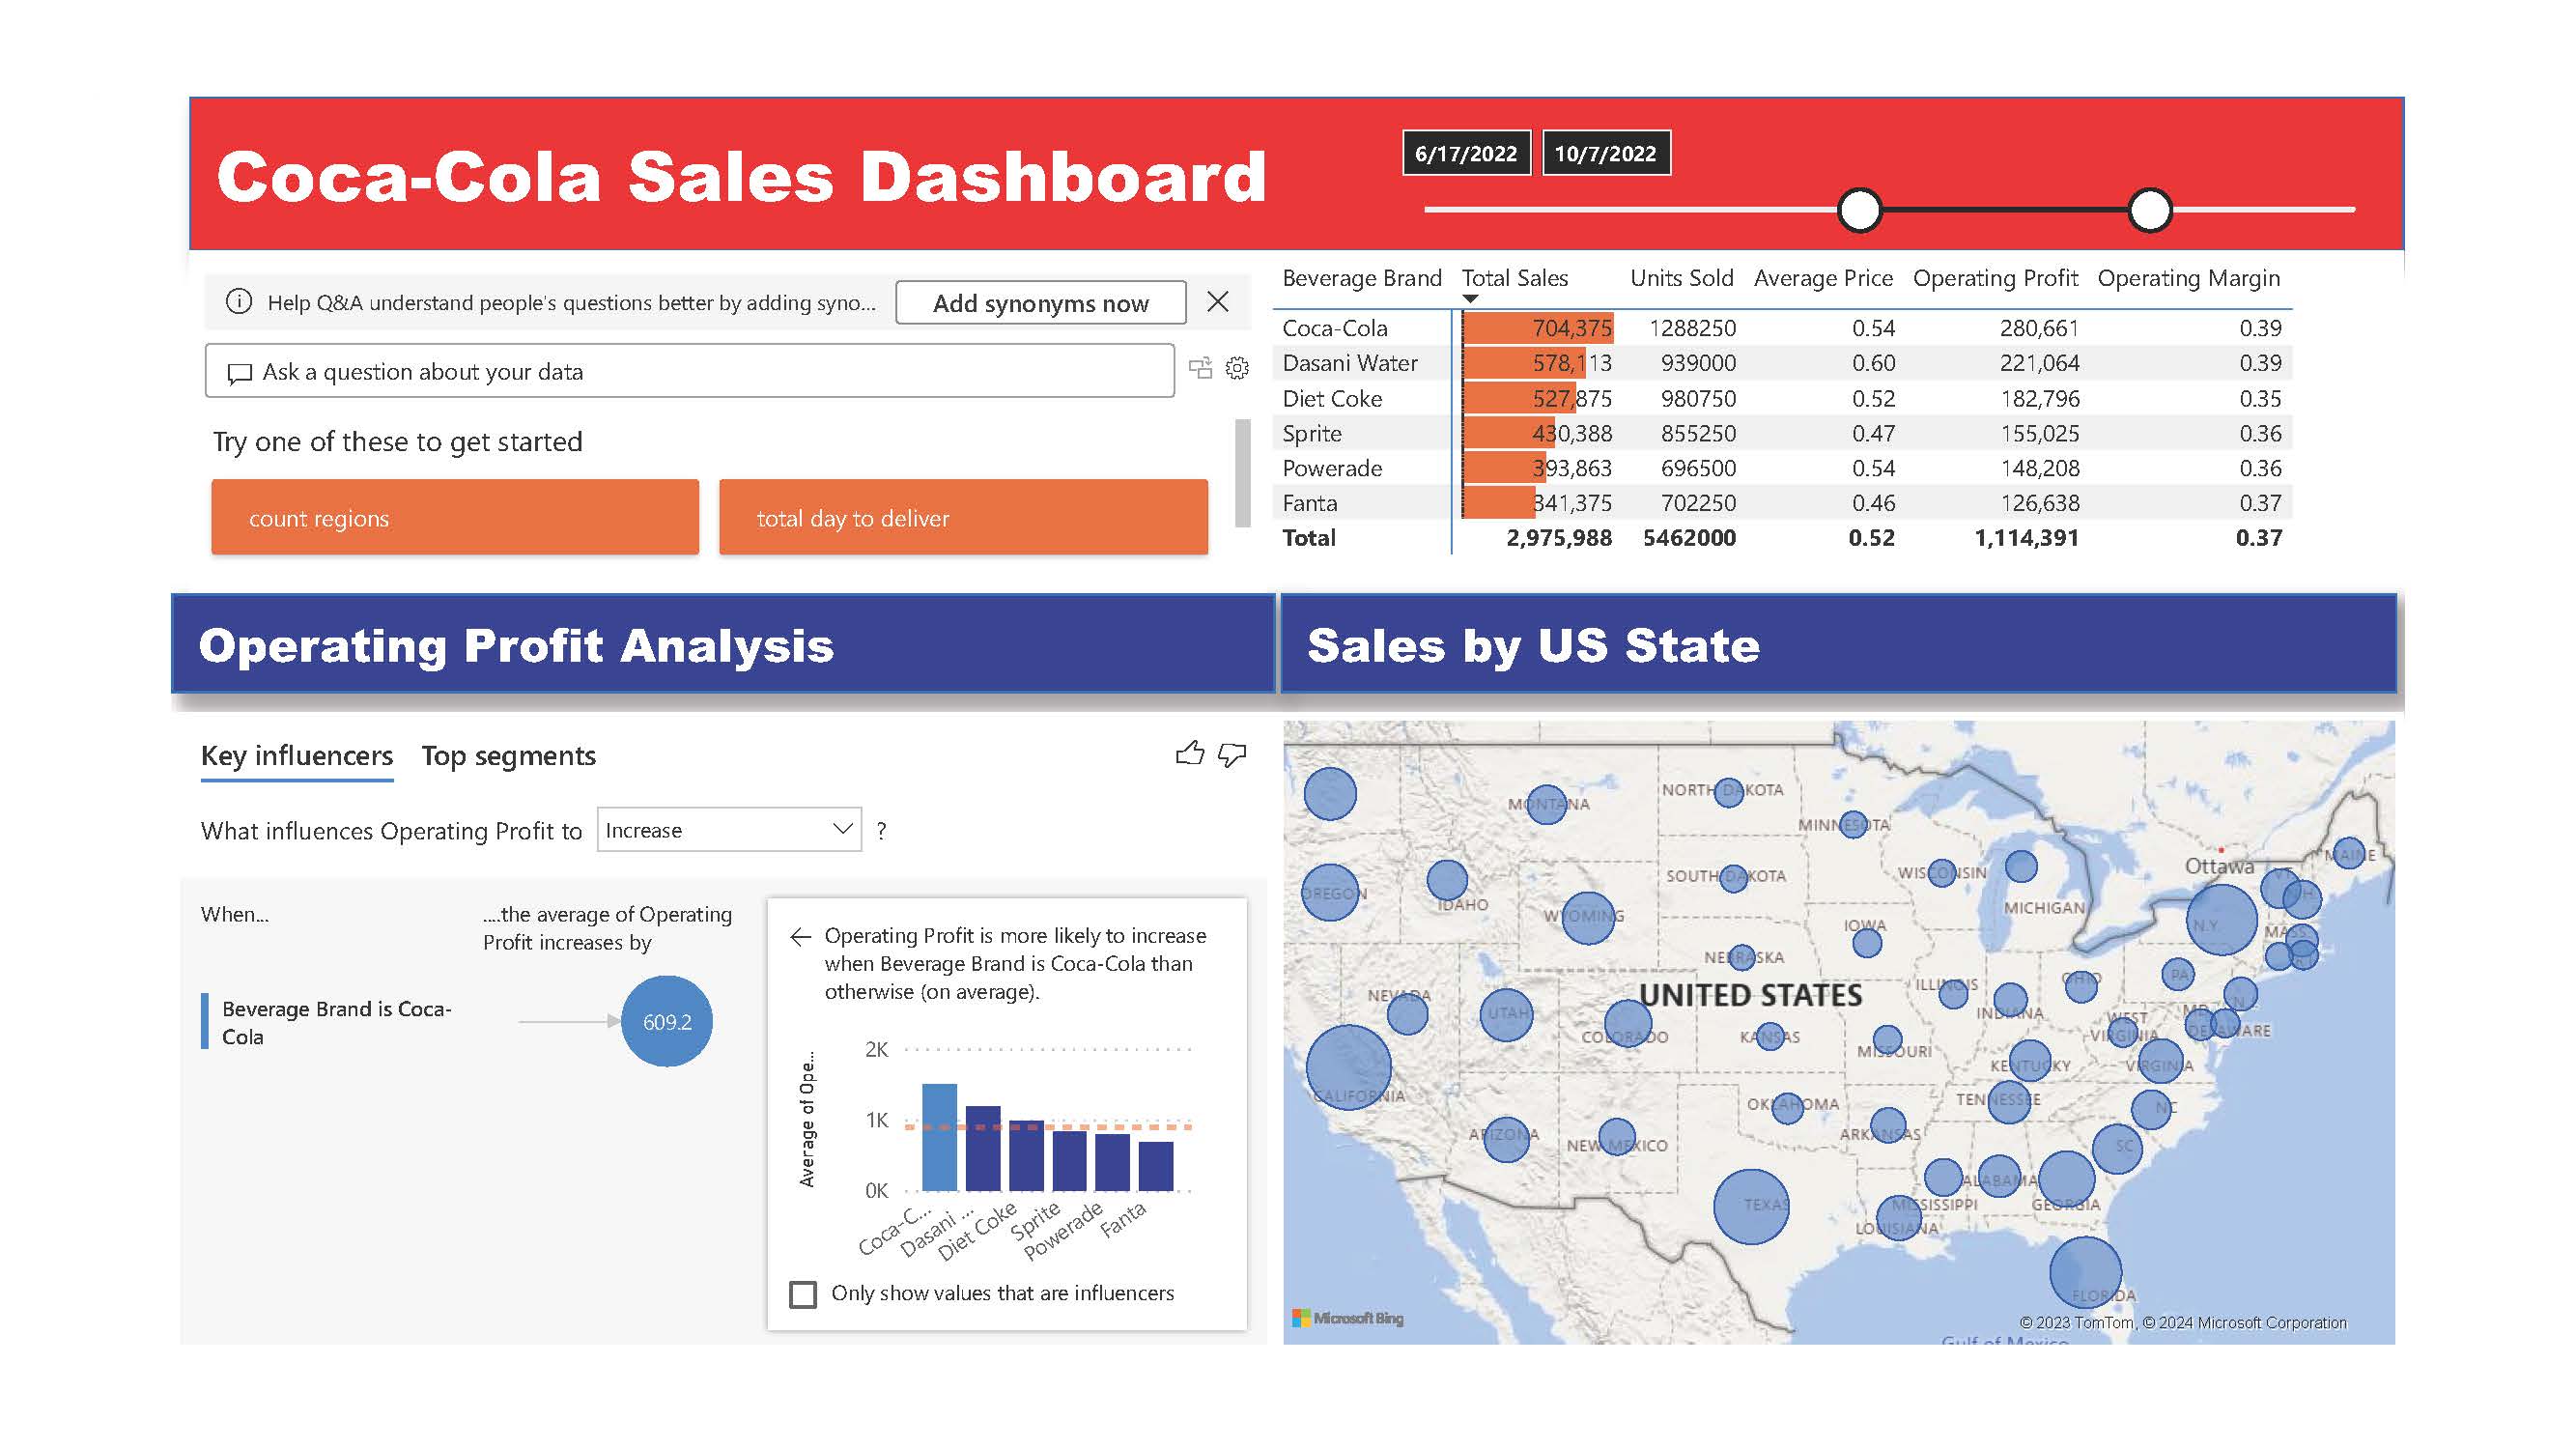 Coca-Cola Sales Dashboard
6/17/2022 10/7/2022
Help Q&A understand people's questions better by adding syno...
Add synonyms now
Ask a question about your data
Try one of these to get started
count regions
total day to deliver
Beverage Brand Total Sales Units Sold Average Price Operating Profit Operating Margin
Coca-Cola 704,375 1288250 0.54 280,661 0.39
Dasani Water 578,113 939000 0.60 221,064 0.39
Diet Coke 527,875 980750 0.52 182,796 0.35
Sprite 430,388 855250 0.47 155,025 0.36
Powerade 393,863 696500 0.54 148,208 0.36
Fanta 341,375 702250 0.46 126,638 0.37
Total 2,975,988 5462000 0.52 1,114,391 0.37
Operating Profit Analysis
Key influencers Top segments
What influences Operating Profit to Increase ?
When...
....the average of Operating
Profit increases by
Beverage Brand is Coca-
Cola
609.2
Operating Profit is more likely to increase
when Beverage Brand is Coca-Cola than
otherwise (on average).
Average of Ope...
2K
1K
0K
Coca-C...
Dasani ...
Diet Coke
Sprite
Powerade
Fanta
Only show values that are influencers
Sales by US State
MONTANA
NORTH DAKOTA
MINNESOTA
OREGON
IDAHO
WYOMING
SOUTH DAKOTA
WISCONSIN
MICHIGAN
Ottawa
MAINE
VT
NH
N.Y.
MASS
IOWA
NEBRASKA
NEVADA
UTAH
UNITED STATES
COLORADO
KANSAS
ILLINOIS
INDIANA
OHIO
PA
MD
DELAWARE
WEST
VIRGINIA
MISSOURI
KENTUCKY
VIRGINIA
CALIFORNIA
OKLAHOMA
TENNESSEE
NC
ARIZONA
NEW MEXICO
ARKANSAS
SC
TEXAS
MISSISSIPPI
ALABAMA
GEORGIA
LOUISIANA
FLORIDA
Microsoft Bing
© 2023 TomTom, © 2024 Microsoft Corporation
Gulf of Mexico